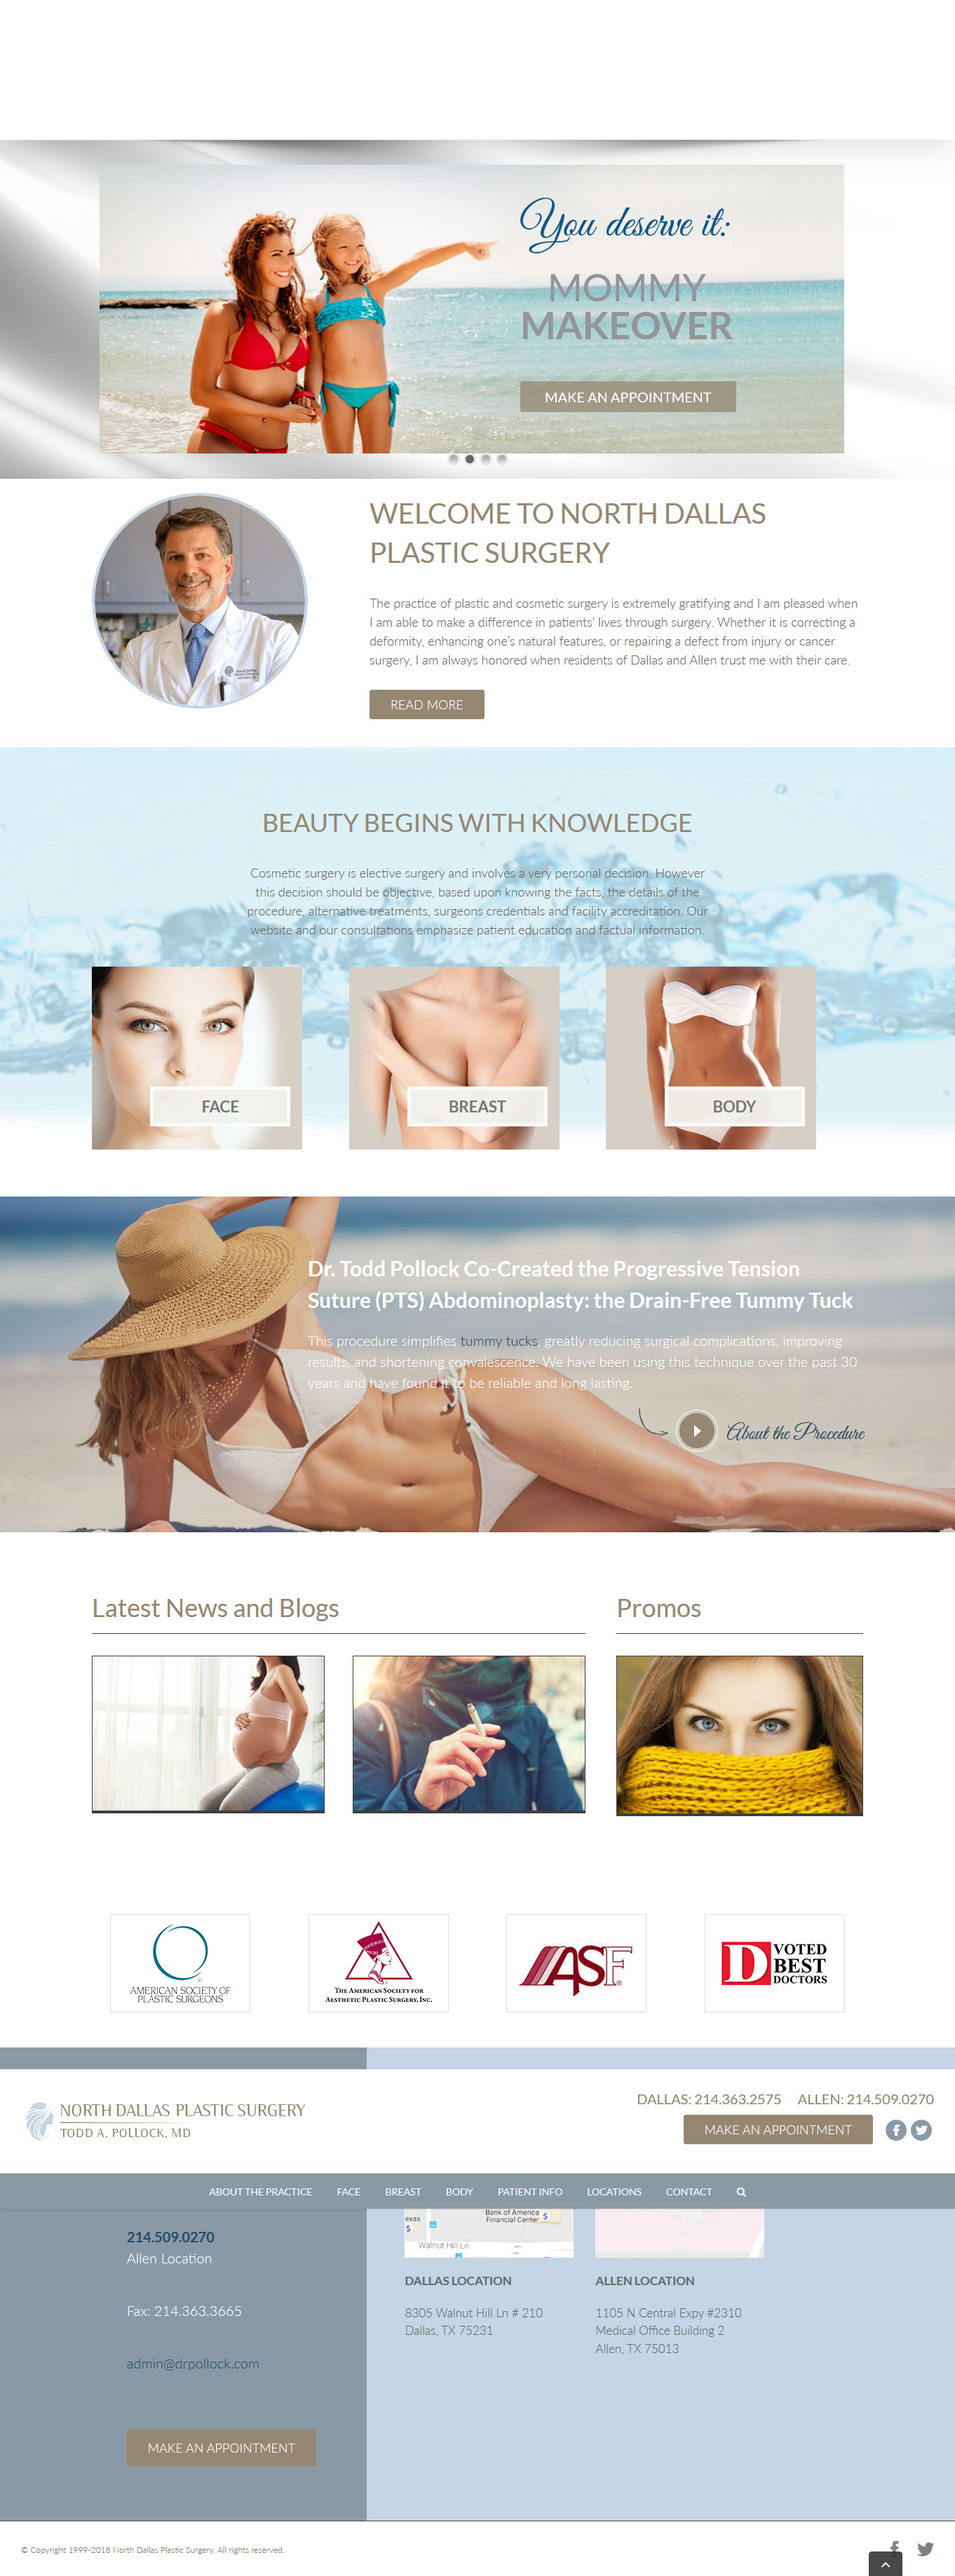 You deserve it:
MOMMY
MAKEOVER
MAKE AN APPOINTMENT
WELCOME TO NORTH DALLAS
PLASTIC SURGERY
The practice of plastic and cosmetic surgery is extremely gratifying and I am pleased when
I am able to make a difference in patients' lives through surgery. Whether it is correcting a
deformity, enhancing one's natural features, or repairing a defect from injury or cancer
surgery, I am always honored when residents of Dallas and Allen trust me with their care.
READ MORE
BEAUTY BEGINS WITH KNOWLEDGE
Cosmetic surgery is elective surgery and involves a very personal decision. However
this decision should be objective, based upon knowing the facts, the details of the
procedure, alternative treatments, surgeons credentials and facility accreditation. Our
website and our consultations emphasize patient education and factual information.
FACE
BREAST
BODY
Dr. Todd Pollock Co-Created the Progressive Tension
Suture (PTS) Abdominoplasty: the Drain-Free Tummy Tuck
This procedure simplifies tummy tucks, greatly reducing surgical complications, improving
results, and shortening convalescence. We have been using this technique over the past 30
years and have found it to be reliable and long lasting.
About the Procedure
Latest News and Blogs
Promos
AMERICAN SOCIETY OF
PLASTIC SURGEONS
THE AMERICAN SOCIETY FOR
AESTHETIC PLASTIC SURGERY, INC.
ASF
D VOTED
BEST
DOCTORS
NORTH DALLAS PLASTIC SURGERY
TODD A. POLLOCK, MD
DALLAS: 214.363.2575 ALLEN: 214.509.0270
MAKE AN APPOINTMENT
ABOUT THE PRACTICE FACE BREAST BODY PATIENT INFO LOCATIONS CONTACT
214.509.0270
Allen Location
Fax: 214.363.3665
admin@drpollock.com
MAKE AN APPOINTMENT
exas
Bank of America
Financial Center
Walnut Hill Ln
DALLAS LOCATION
8305 Walnut Hill Ln # 210
Dallas, TX 75231
ALLEN LOCATION
1105 N Central Expy #2310
Medical Office Building 2
Allen, TX 75013
© Copyright 1999-2018 North Dallas Plastic Surgery. All rights reserved.